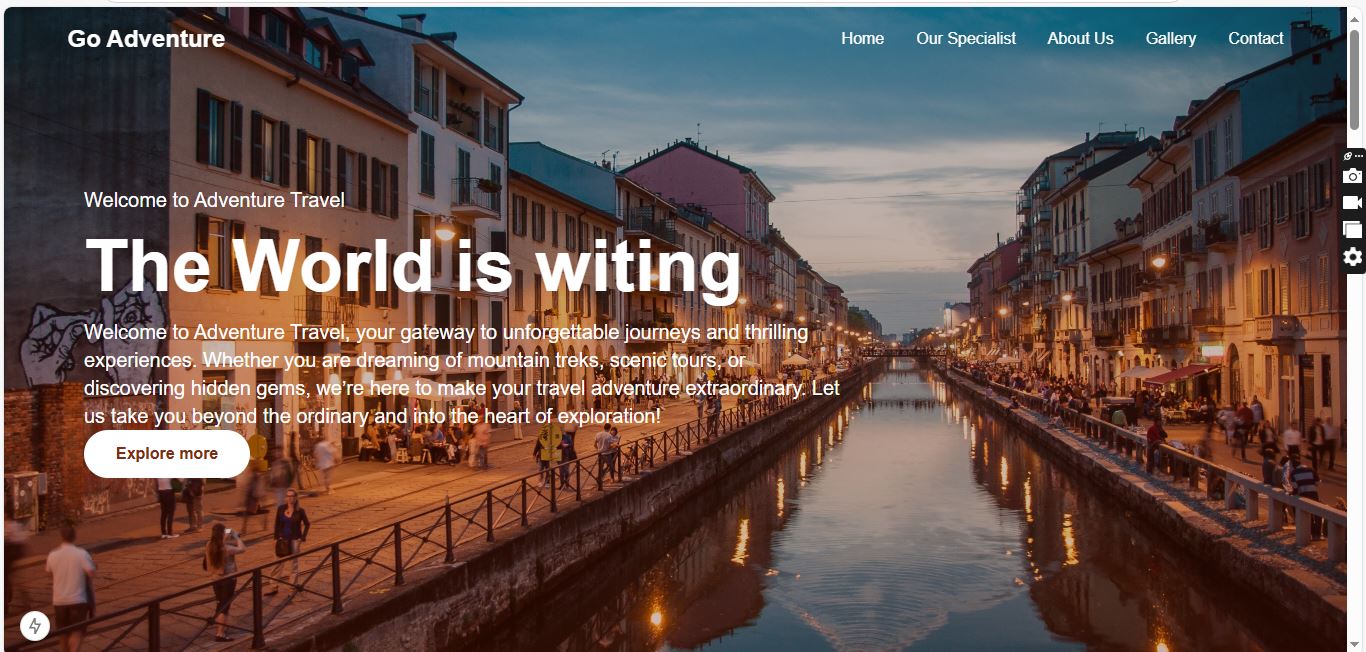 Go Adventure
Home Our Specialist About Us Gallery Contact
Welcome to Adventure Travel
The World is witing
Welcome to Adventure Travel, your gateway to unforgettable journeys and thrilling
experiences. Whether you are dreaming of mountain treks, scenic tours, or
discovering hidden gems, we’re here to make your travel adventure extraordinary. Let
us take you beyond the ordinary and into the heart of exploration!
Explore more